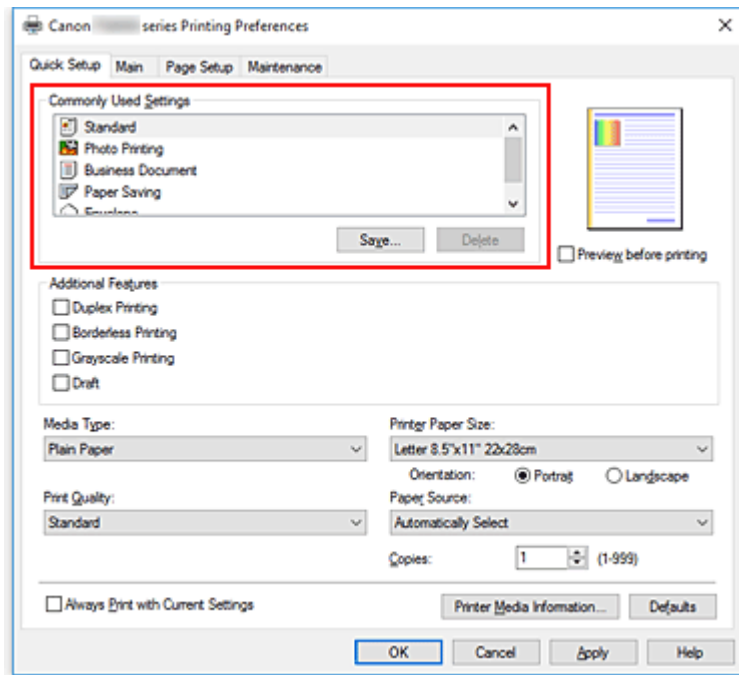 Canon series Printing Preferences
Quick Setup Main Page Setup Maintenance
Commonly Used Settings
Standard
Photo Printing
Business Document
Paper Saving
Envelope
Save... Delete
Preview before printing
Additional Features
Duplex Printing
Borderless Printing
Grayscale Printing
Draft
Media Type: Printer Paper Size:
Plain Paper Letter 8.5"x11" 22x28cm
Orientation: Portrait Landscape
Print Quality: Paper Source:
Standard Automatically Select
Copies: 1 (1-999)
Always Print with Current Settings Printer Media Information... Defaults
OK Cancel Apply Help